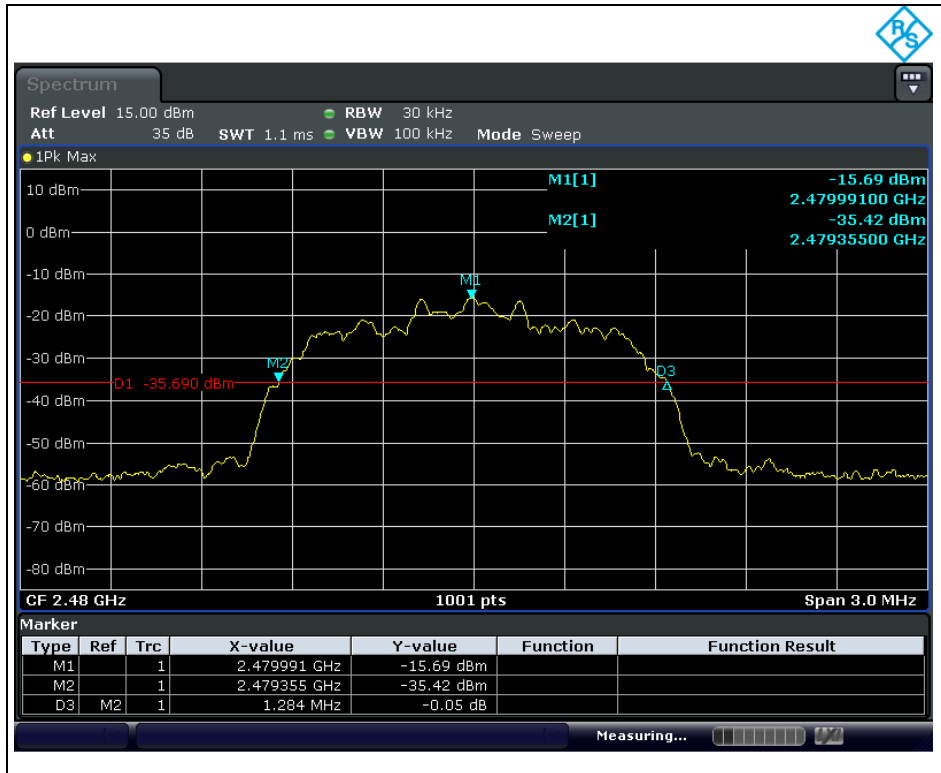 R&S
Spectrum
Ref Level 15.00 dBm RBW 30 kHz
Att 35 dB SWT 1.1 ms VBW 100 kHz Mode Sweep
1Pk Max
M1[1] -15.69 dBm
2.47999100 GHz
M2[1] -35.42 dBm
2.47935500 GHz
10 dBm
0 dBm
-10 dBm
M1
-20 dBm
-30 dBm
M2
D3
D1 -35.690 dBm
-40 dBm
-50 dBm
-60 dBm
-70 dBm
-80 dBm
CF 2.48 GHz 1001 pts Span 3.0 MHz
Marker
Type Ref Trc X-value Y-value Function Function Result
M1 1 2.479991 GHz -15.69 dBm
M2 1 2.479355 GHz -35.42 dBm
D3 M2 1 1.284 MHz -0.05 dB
Measuring...